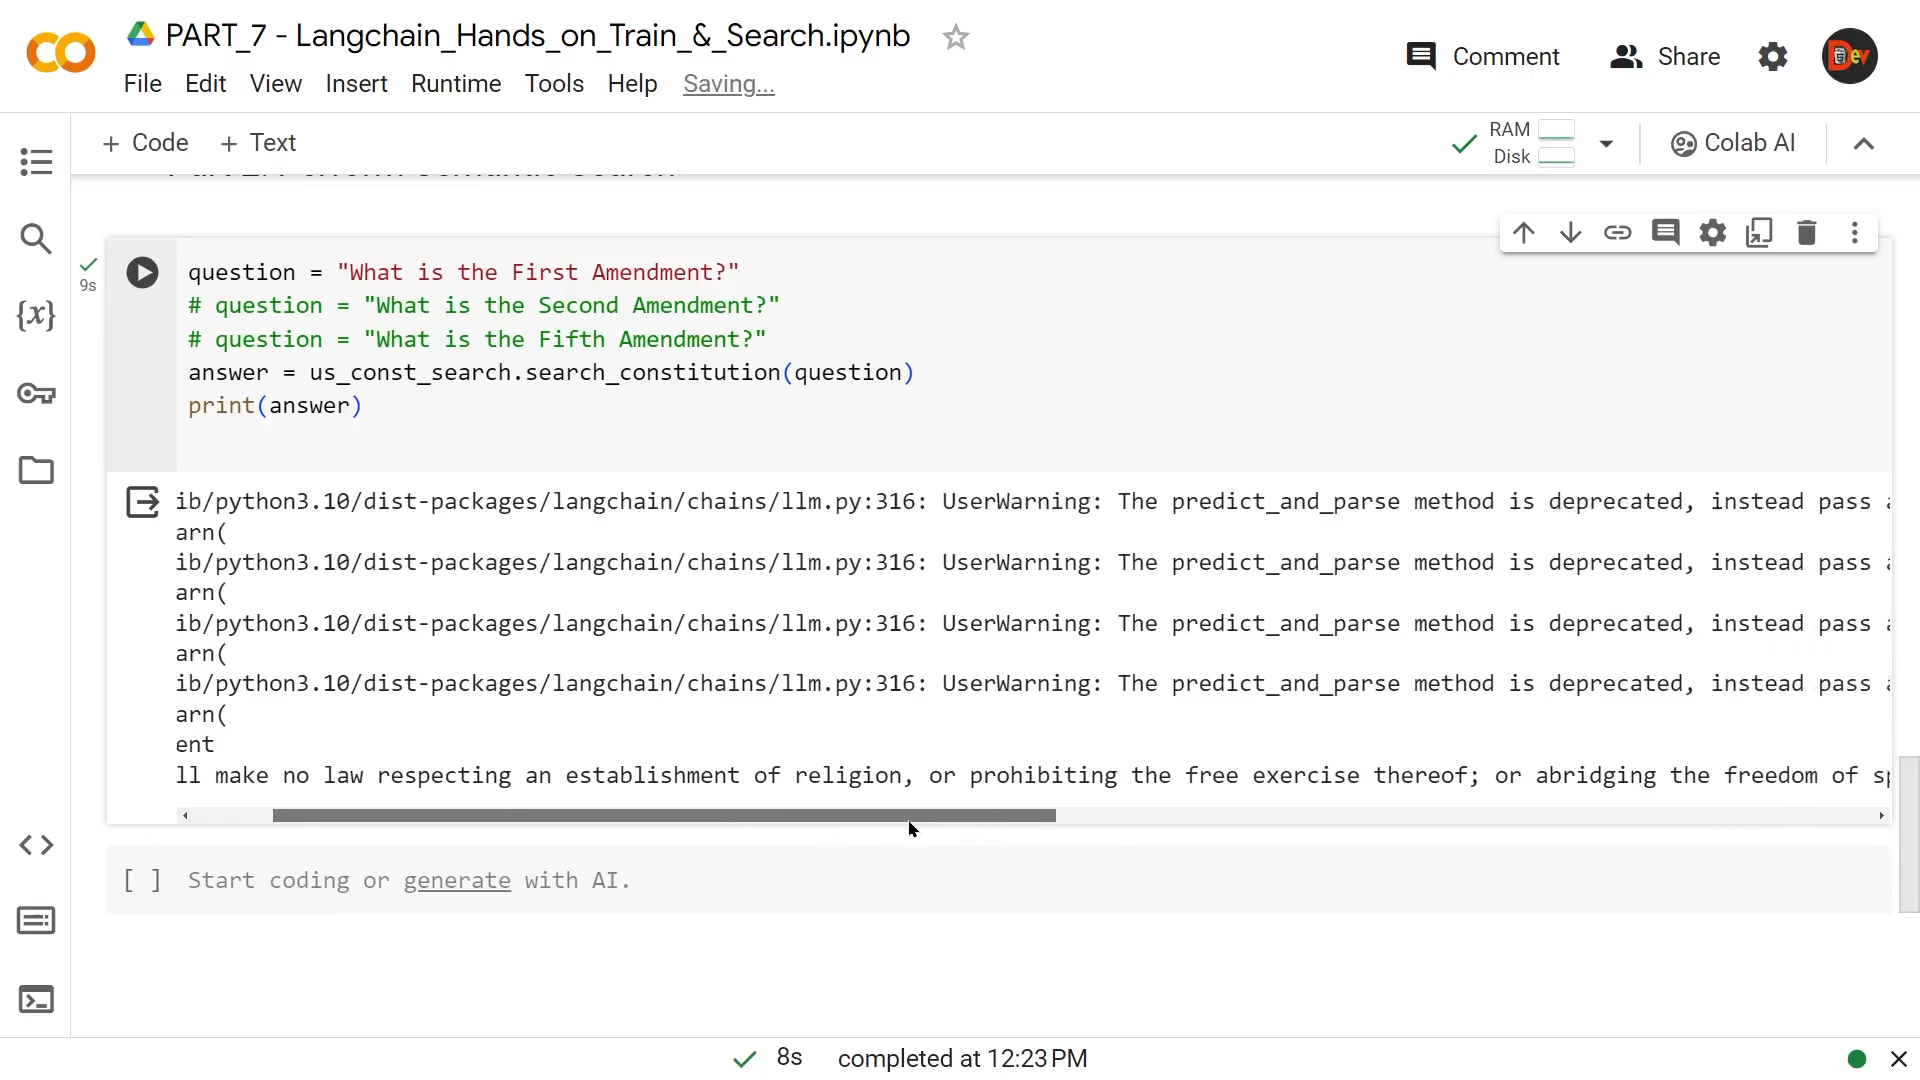 PART_7 - Langchain_Hands_on_Train_&_Search.ipynb
Comment
Share
Dev
File Edit View Insert Runtime Tools Help Saving...
+ Code + Text
RAM
Disk
Colab AI
9s
question = "What is the First Amendment?"
# question = "What is the Second Amendment?"
# question = "What is the Fifth Amendment?"
answer = us_const_search.search_constitution(question)
print(answer)
ib/python3.10/dist-packages/langchain/chains/llm.py:316: UserWarning: The predict_and_parse method is deprecated, instead pass
arn(
ib/python3.10/dist-packages/langchain/chains/llm.py:316: UserWarning: The predict_and_parse method is deprecated, instead pass
arn(
ib/python3.10/dist-packages/langchain/chains/llm.py:316: UserWarning: The predict_and_parse method is deprecated, instead pass
arn(
ib/python3.10/dist-packages/langchain/chains/llm.py:316: UserWarning: The predict_and_parse method is deprecated, instead pass
arn(
ent
ll make no law respecting an establishment of religion, or prohibiting the free exercise thereof; or abridging the freedom of
[ ] Start coding or generate with AI.
8s completed at 12:23 PM